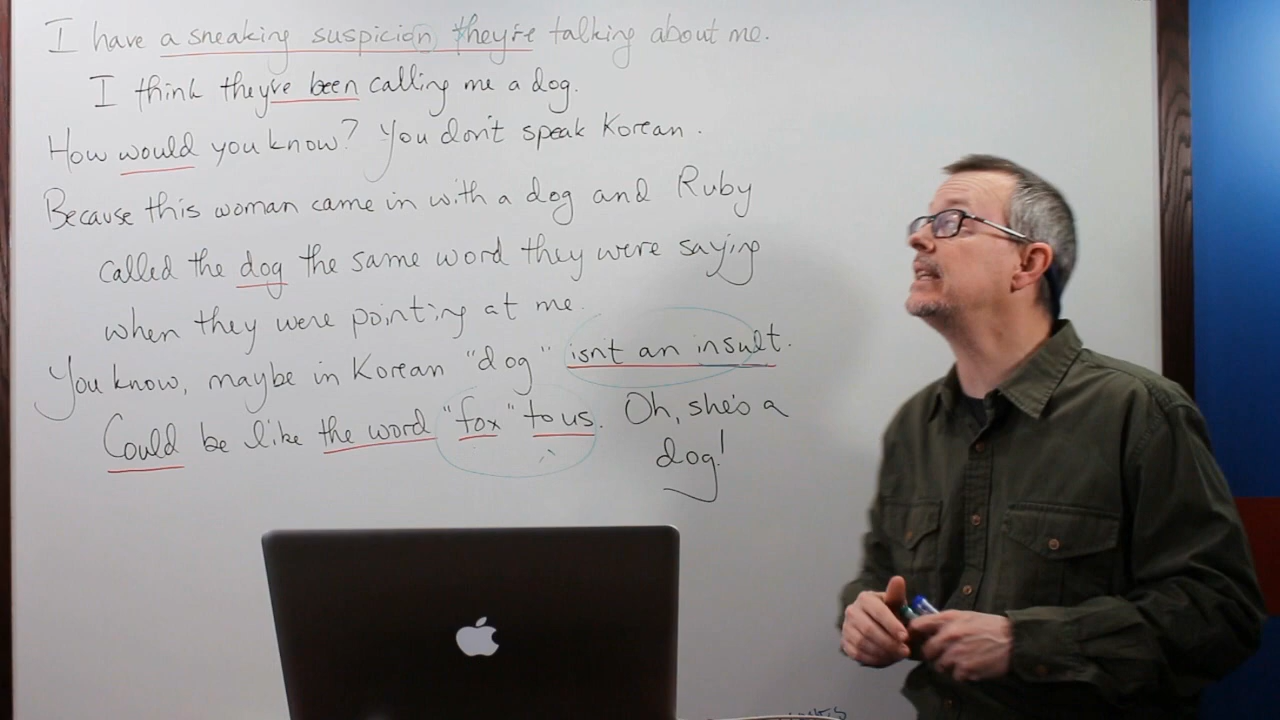 I have a sneaking suspicion they're talking about me.
I think they've been calling me a dog.
How would you know? You don't speak Korean.
Because this woman came in with a dog and Ruby
called the dog the same word they were saying
when they were pointing at me.
You know, maybe in Korean "dog" isn't an insult.
Could be like the word "fox" to us. Oh, she's a
dog!